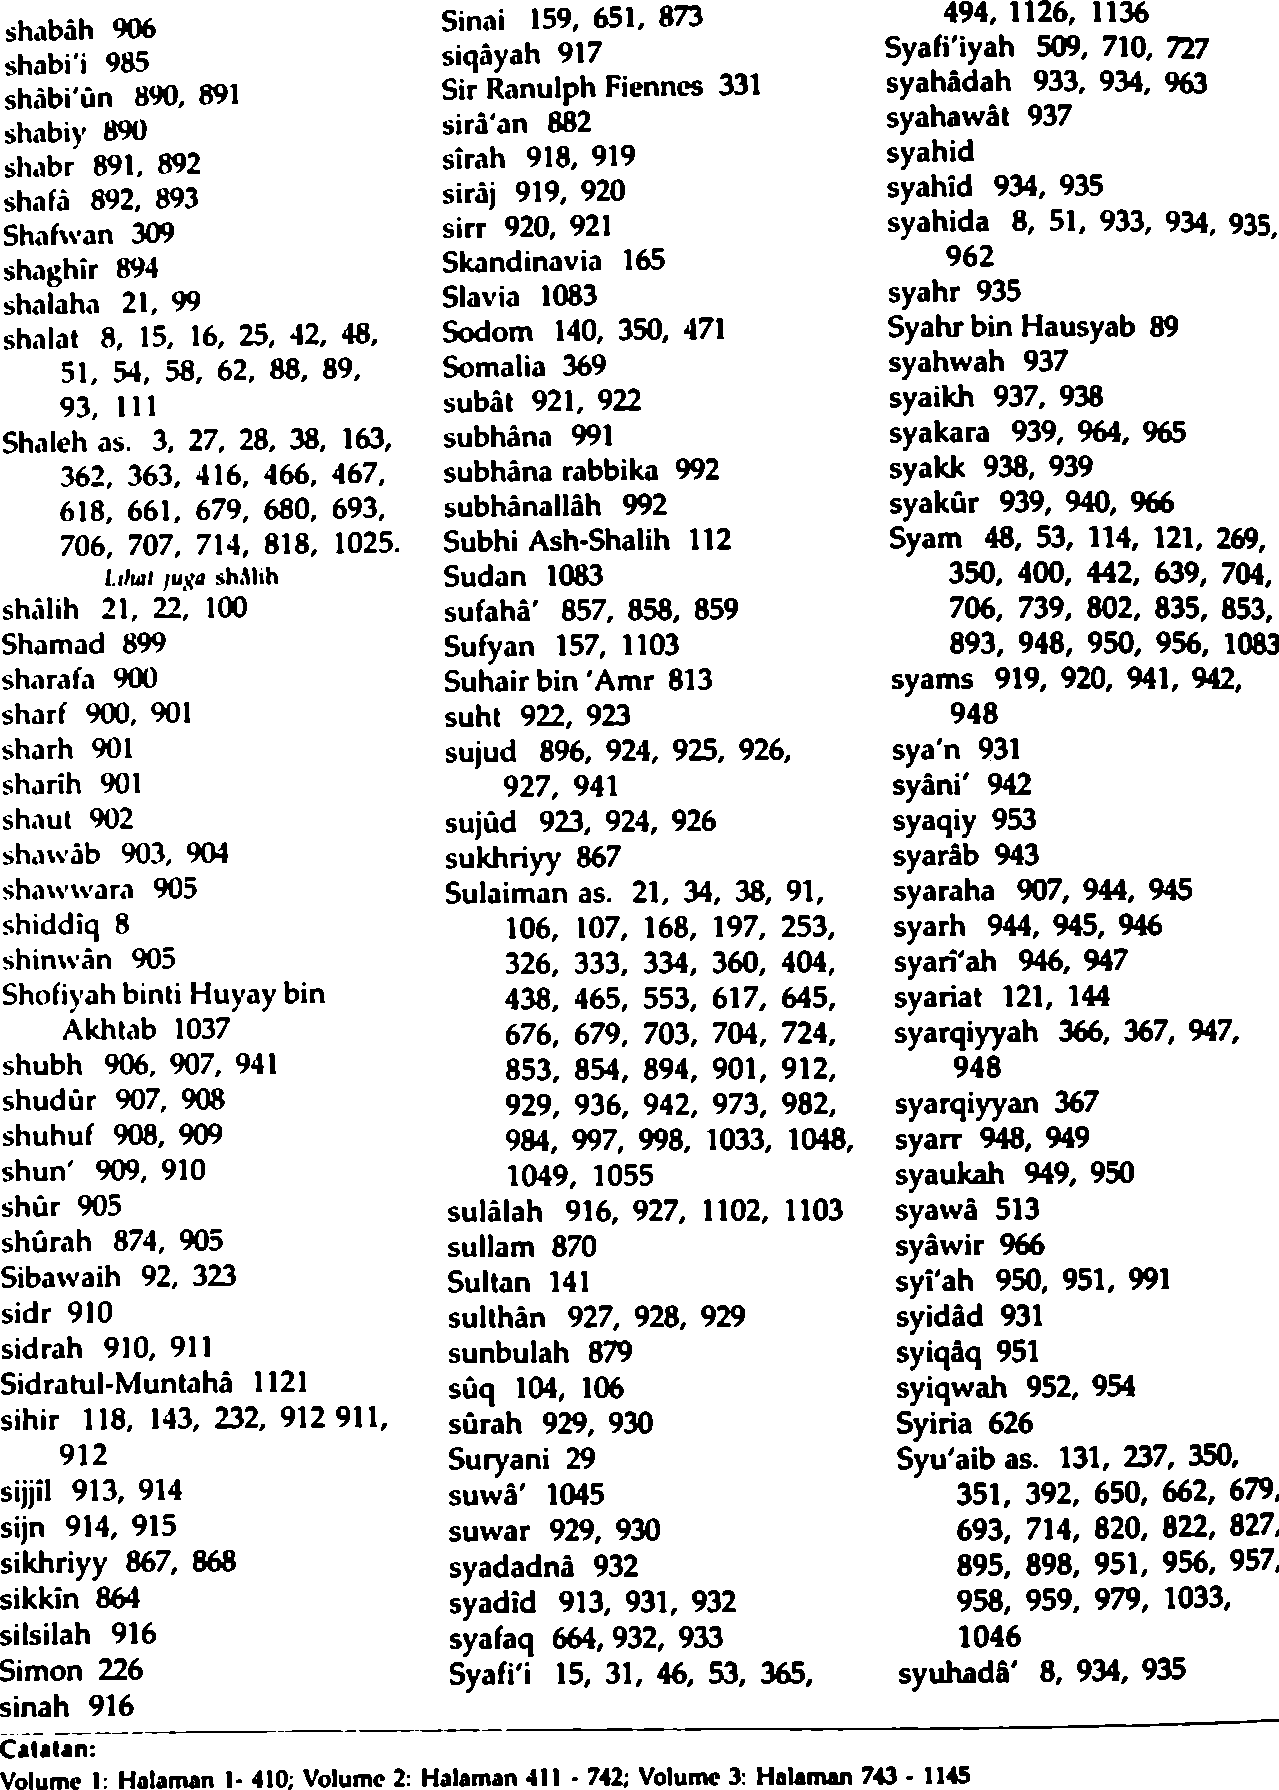 shabâh 906
shabi'i 985
shâbi'ûn 890, 891
shabiy 890
shabr 891, 892
shafâ 892, 893
Shafwan 309
shaghîr 894
shalaha 21, 99
shalat 8, 15, 16, 25, 42, 48,
51, 54, 58, 62, 88, 89,
93, 111
Shaleh as. 3, 27, 28, 38, 163,
362, 363, 416, 466, 467,
618, 661, 679, 680, 693,
706, 707, 714, 818, 1025.
Lihat juga shâlih
shâlih 21, 22, 100
Shamad 899
sharafa 900
sharf 900, 901
sharh 901
sharîh 901
shaut 902
shawâb 903, 904
shawwara 905
shiddîq 8
shinwân 905
Shofiyah binti Huyay bin
Akhtab 1037
shubh 906, 907, 941
shudûr 907, 908
shuhuf 908, 909
shun' 909, 910
shûr 905
shûrah 874, 905
Sibawaih 92, 323
sidr 910
sidrah 910, 911
Sidratul-Muntahâ 1121
sihir 118, 143, 232, 912 911,
912
sijjîl 913, 914
sijn 914, 915
sikhriyy 867, 868
sikkîn 864
silsilah 916
Simon 226
sinah 916
Sinai 159, 651, 873
siqâyah 917
Sir Ranulph Fiennes 331
sirâ'an 882
sîrah 918, 919
sirâj 919, 920
sirr 920, 921
Skandinavia 165
Slavia 1083
Sodom 140, 350, 471
Somalia 369
subât 921, 922
subhâna 991
subhâna rabbika 992
subhânallâh 992
Subhi Ash-Shalih 112
Sudan 1083
sufahâ' 857, 858, 859
Sufyan 157, 1103
Suhair bin 'Amr 813
suht 922, 923
sujud 896, 924, 925, 926,
927, 941
sujûd 923, 924, 926
sukhriyy 867
Sulaiman as. 21, 34, 38, 91,
106, 107, 168, 197, 253,
326, 333, 334, 360, 404,
438, 465, 553, 617, 645,
676, 679, 703, 704, 724,
853, 854, 894, 901, 912,
929, 936, 942, 973, 982,
984, 997, 998, 1033, 1048,
1049, 1055
sulâlah 916, 927, 1102, 1103
sullam 870
Sultan 141
sulthân 927, 928, 929
sunbulah 879
sûq 104, 106
sûrah 929, 930
Suryani 29
suwâ' 1045
suwar 929, 930
syadadnâ 932
syadîd 913, 931, 932
syafaq 664, 932, 933
Syafi'i 15, 31, 46, 53, 365,
494, 1126, 1136
Syafi'iyah 509, 710, 727
syahâdah 933, 934, 963
syahawât 937
syahid
syahîd 934, 935
syahida 8, 51, 933, 934, 935,
962
syahr 935
Syahr bin Hausyab 89
syahwah 937
syaikh 937, 938
syakara 939, 964, 965
syakk 938, 939
syakûr 939, 940, 966
Syam 48, 53, 114, 121, 269,
350, 400, 442, 639, 704,
706, 739, 802, 835, 853,
893, 948, 950, 956, 1083
syams 919, 920, 941, 942,
948
sya'n 931
syâni' 942
syaqiy 953
syarâb 943
syaraha 907, 944, 945
syarh 944, 945, 946
syarî'ah 946, 947
syariat 121, 144
syarqiyyah 366, 367, 947,
948
syarqiyyan 367
syarr 948, 949
syaukah 949, 950
syawâ 513
syâwir 966
syî'ah 950, 951, 991
syidâd 931
syiqâq 951
syiqwah 952, 954
Syiria 626
Syu'aib as. 131, 237, 350,
351, 392, 650, 662, 679,
693, 714, 820, 822, 827,
895, 898, 951, 956, 957,
958, 959, 979, 1033,
1046
syuhadâ' 8, 934, 935
Catatan:
Volume 1: Halaman 1- 410; Volume 2: Halaman 411 - 742; Volume 3: Halaman 743 - 1145